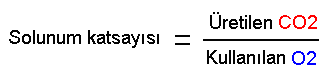 Solunum katsayısı = Üretilen CO2
Kullanılan O2